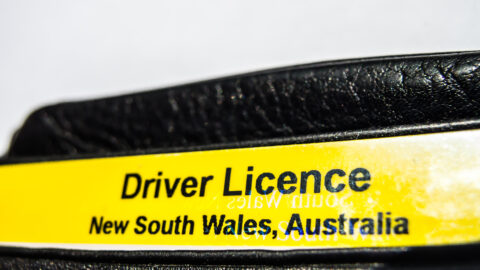 Driver Licence
New South Wales, Australia